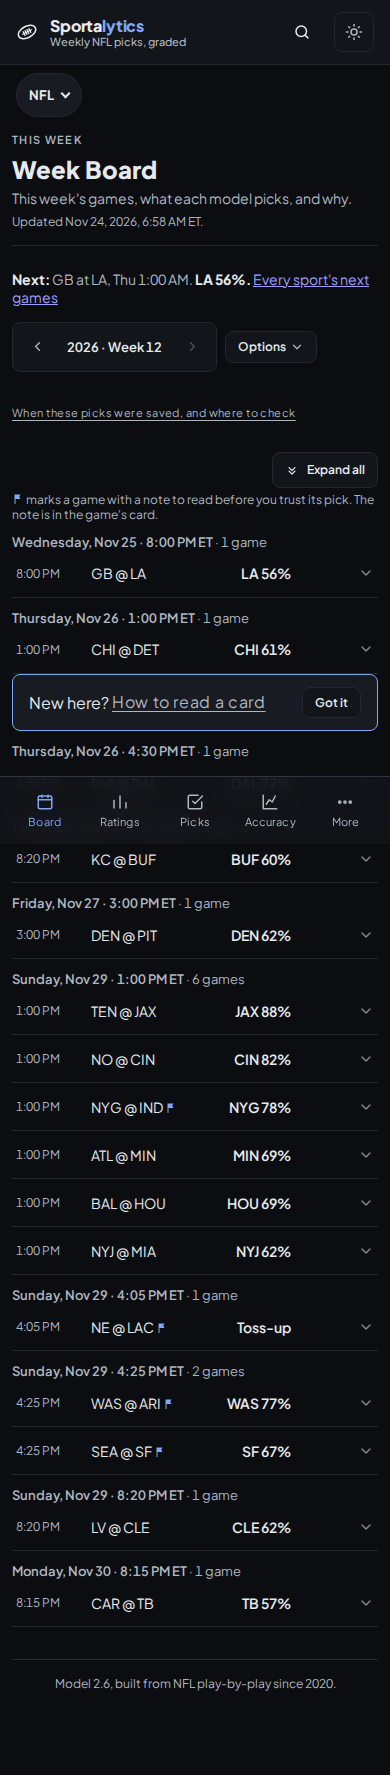 Sportalytics
Weekly NFL picks, graded
NFL
THIS WEEK
Week Board
This week's games, what each model picks, and why.
Updated Nov 24, 2026, 6:58 AM ET.
Next: GB at LA, Thu 1:00 AM. LA 56%. Every sport's next
games
2026 · Week 12
Options
When these picks were saved, and where to check
Expand all
marks a game with a note to read before you trust its pick. The
note is in the game's card.
Wednesday, Nov 25 · 8:00 PM ET · 1 game
8:00 PM GB @ LA LA 56%
Thursday, Nov 26 · 1:00 PM ET · 1 game
1:00 PM CHI @ DET CHI 61%
New here? How to read a card
Got it
Thursday, Nov 26 · 4:30 PM ET · 1 game
4:30 PM PHI @ DAL DAL 77%
Board Ratings Picks Accuracy More
8:20 PM KC @ BUF BUF 60%
Friday, Nov 27 · 3:00 PM ET · 1 game
3:00 PM DEN @ PIT DEN 62%
Sunday, Nov 29 · 1:00 PM ET · 6 games
1:00 PM TEN @ JAX JAX 88%
1:00 PM NO @ CIN CIN 82%
1:00 PM NYG @ IND NYG 78%
1:00 PM ATL @ MIN MIN 69%
1:00 PM BAL @ HOU HOU 69%
1:00 PM NYJ @ MIA NYJ 62%
Sunday, Nov 29 · 4:05 PM ET · 1 game
4:05 PM NE @ LAC Toss-up
Sunday, Nov 29 · 4:25 PM ET · 2 games
4:25 PM WAS @ ARI WAS 77%
4:25 PM SEA @ SF SF 67%
Sunday, Nov 29 · 8:20 PM ET · 1 game
8:20 PM LV @ CLE CLE 62%
Monday, Nov 30 · 8:15 PM ET · 1 game
8:15 PM CAR @ TB TB 57%
Model 2.6, built from NFL play-by-play since 2020.